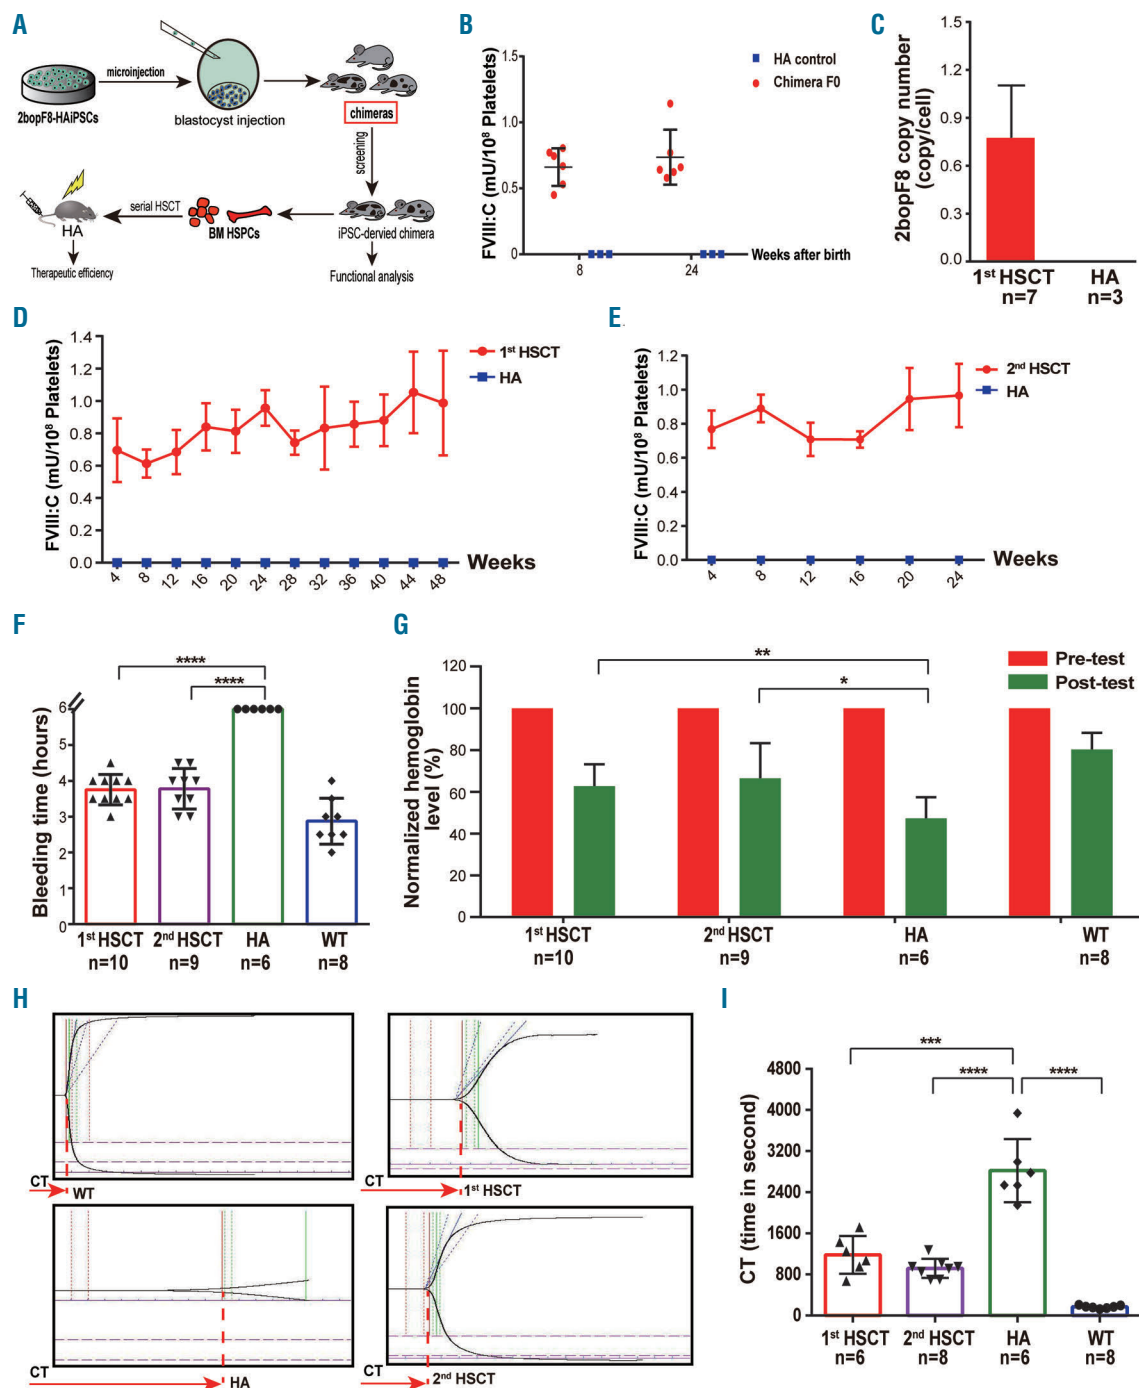 A
microinjection
2bopF8-HAiPSCs
blastocyst injection
chimeras
screening
serial HSCT
HA
BM HSPCs
iPSC-dervied chimera
Therapeutic efficiency
Functional analysis
B
FVIII:C (mU/10⁸ Platelets)
1.5
1.0
0.5
0
HA control
Chimera F0
8
24
Weeks after birth
C
2bopF8 copy number
(copy/cell)
1.5
1.2
0.9
0.6
0.3
0.0
1st HSCT
n=7
HA
n=3
D
FVIII:C (mU/10⁸ Platelets)
1.4
1.2
1.0
0.8
0.6
0.4
0.2
0.0
1st HSCT
HA
4 8 12 16 20 24 28 32 36 40 44 48
Weeks
E
FVIII:C (mU/10⁸ Platelets)
1.2
1.0
0.8
0.6
0.4
0.2
0.0
2nd HSCT
HA
4 8 12 16 20 24
Weeks
F
Bleeding time (hours)
6
4
3
2
0
****
****
1st HSCT
n=10
2nd HSCT
n=9
HA
n=6
WT
n=8
G
Normalized hemoglobin
level (%)
120
100
80
60
40
20
0
**
*
Pre-test
Post-test
1st HSCT
n=10
2nd HSCT
n=9
HA
n=6
WT
n=8
H
CT
WT
CT
1st HSCT
CT
HA
CT
2nd HSCT
I
CT (time in second)
4800
4000
3200
2400
1600
800
0
***
****
****
1st HSCT
n=6
2nd HSCT
n=8
HA
n=6
WT
n=8